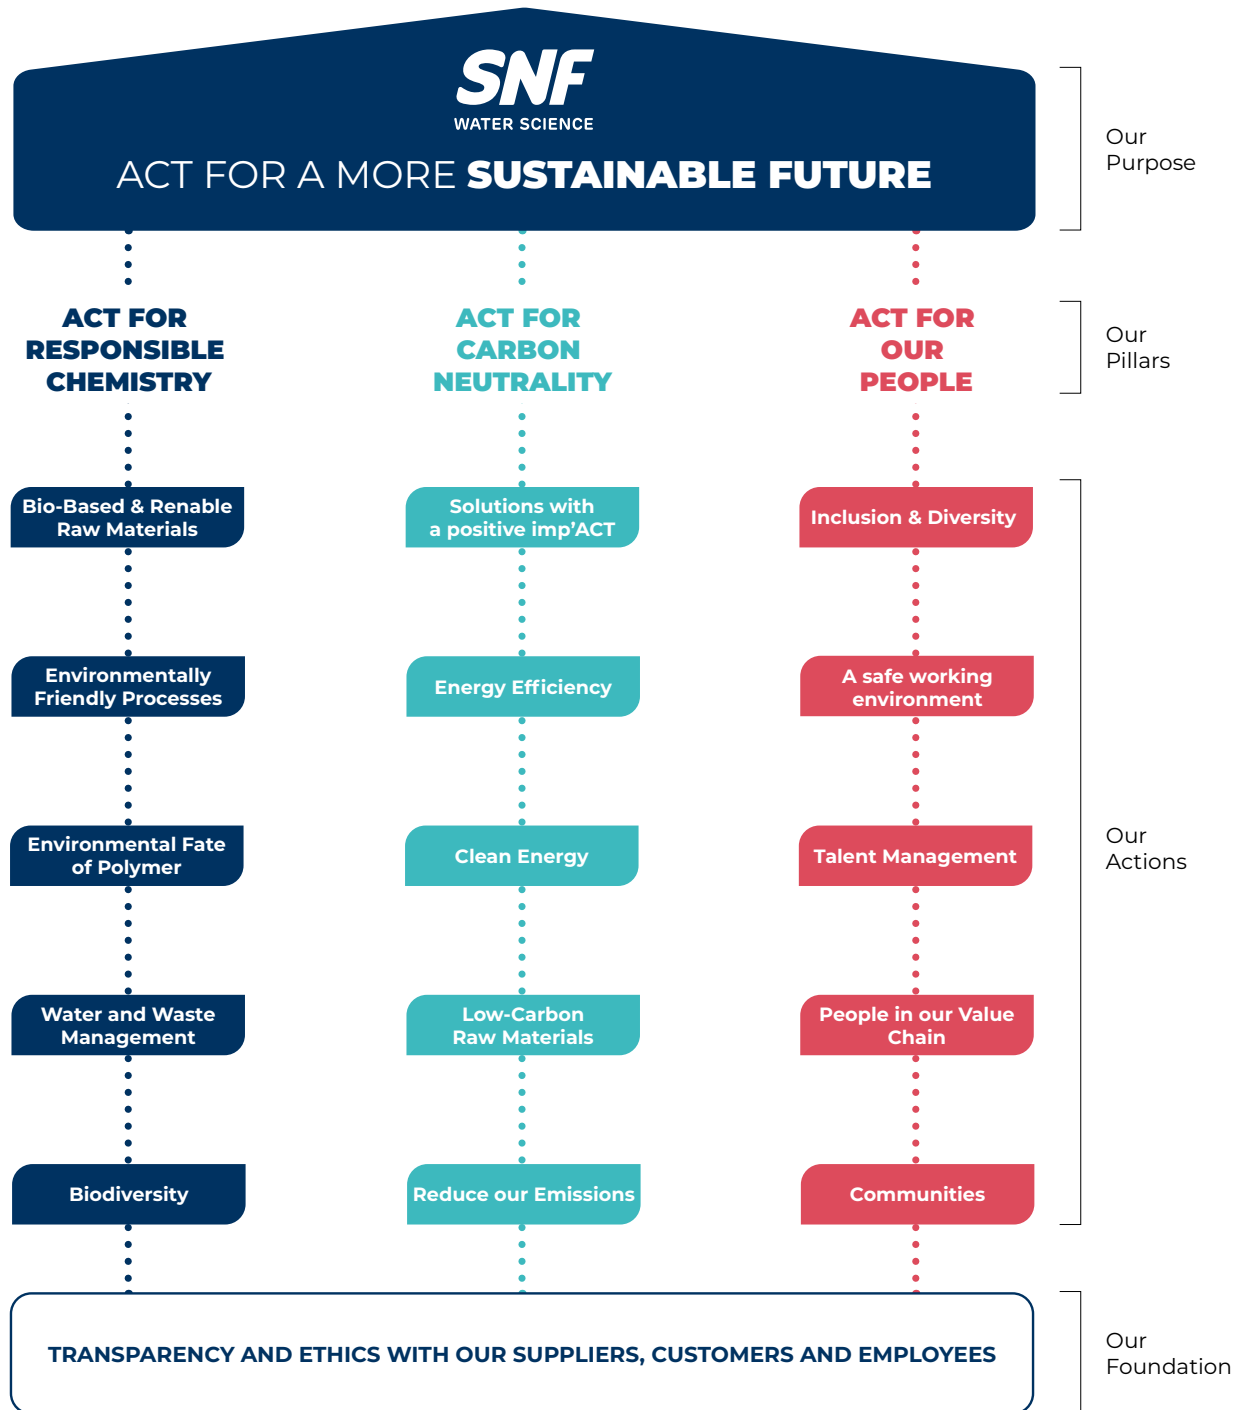 SNF
WATER SCIENCE
ACT FOR A MORE SUSTAINABLE FUTURE
Our
Purpose
ACT FOR
RESPONSIBLE
CHEMISTRY
ACT FOR
CARBON
NEUTRALITY
ACT FOR
OUR
PEOPLE
Our
Pillars
Bio-Based & Renable
Raw Materials
Solutions with
a positive imp'ACT
Inclusion & Diversity
Environmentally
Friendly Processes
Energy Efficiency
A safe working
environment
Environmental Fate
of Polymer
Clean Energy
Talent Management
Our
Actions
Water and Waste
Management
Low-Carbon
Raw Materials
People in our Value
Chain
Biodiversity
Reduce our Emissions
Communities
TRANSPARENCY AND ETHICS WITH OUR SUPPLIERS, CUSTOMERS AND EMPLOYEES
Our
Foundation